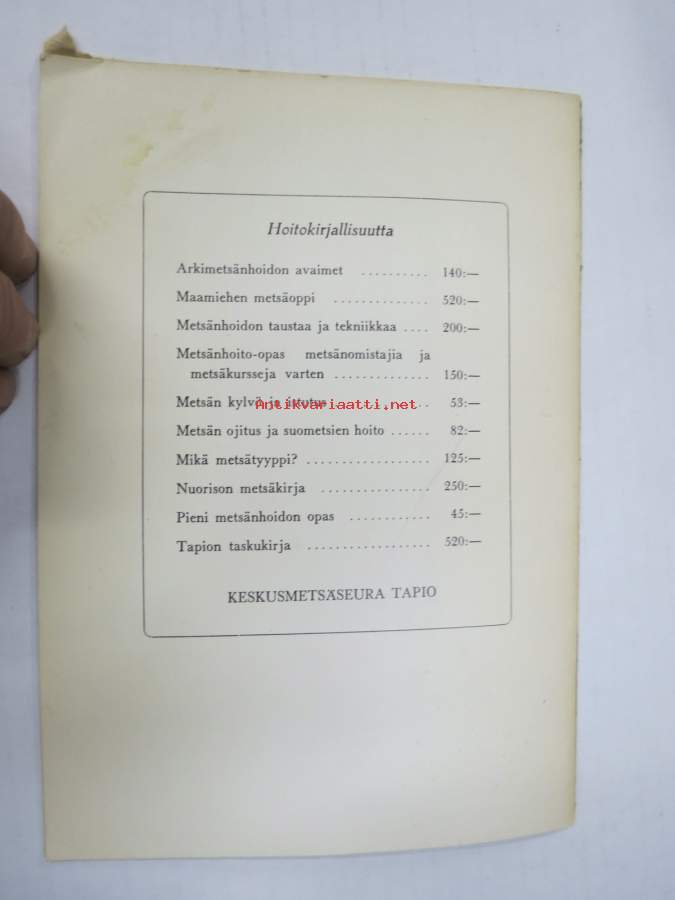 Hoitokirjallisuutta
Arkimetsänhoidon avaimet .......... 140:—
Maamiehen metsäoppi .............. 520:—
Metsänhoidon taustaa ja tekniikkaa .... 200:—
Metsänhoito-opas metsänomistajia ja
metsäkursseja varten .............. 150:—
Metsän kylvö ja istutus .............. 53:—
Antikvariaatti.net
Metsän ojitus ja suometsien hoito ...... 82:—
Mikä metsätyyppi? .................. 125:—
Nuorison metsäkirja ................ 250:—
Pieni metsänhoidon opas ............ 45:—
Tapion taskukirja .................. 520:—
KESKUSMETSÄSEURA TAPIO